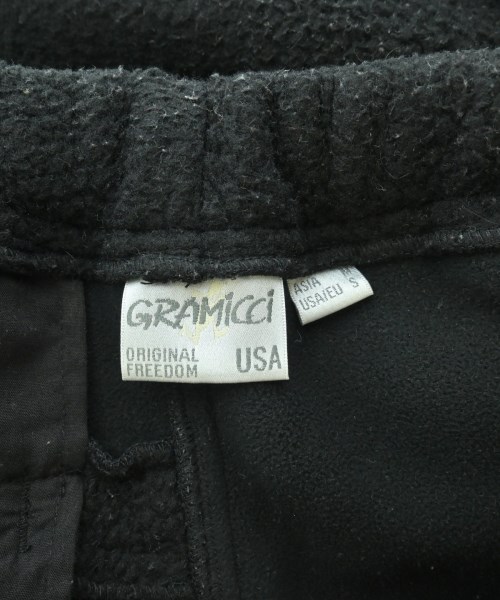 GRAMiCCi
ORIGINAL
FREEDOM
USA
ASIA M
USA/EU S